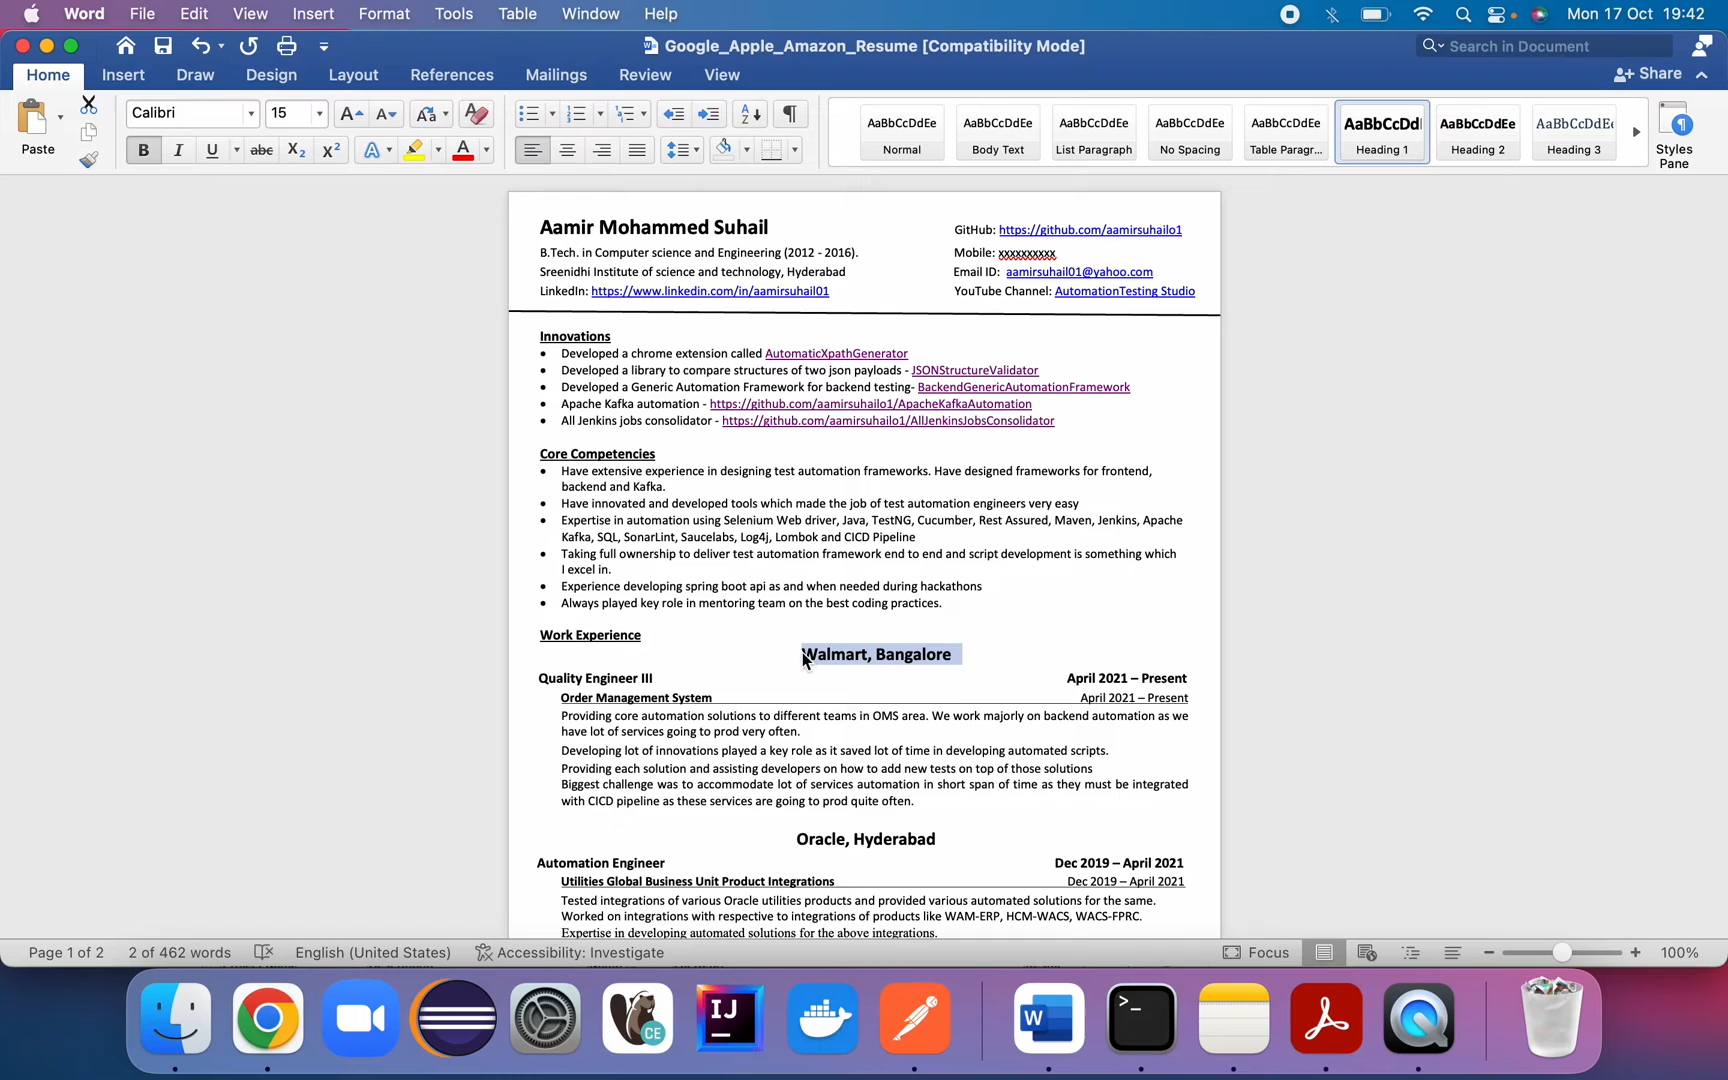 Word File Edit View Insert Format Tools Table Window Help Mon 17 Oct 19:42
Google_Apple_Amazon_Resume [Compatibility Mode] Search in Document
Home Insert Draw Design Layout References Mailings Review View Share
Calibri 15 A A Aa A
AaBbCcDdEe AaBbCcDdEe AaBbCcDdEe AaBbCcDdEe AaBbCcDdEe AaBbCcDd AaBbCcDdEe AaBbCcDdEe
Paste B I U abc X2 X2 A A Normal Body Text List Paragraph No Spacing Table Paragr... Heading 1 Heading 2 Heading 3 Styles Pane
Aamir Mohammed Suhail GitHub: https://github.com/aamirsuhailo1
B.Tech. in Computer science and Engineering (2012 - 2016). Mobile: xxxxxxxxxx
Sreenidhi Institute of science and technology, Hyderabad Email ID: aamirsuhail01@yahoo.com
LinkedIn: https://www.linkedin.com/in/aamirsuhail01 YouTube Channel: AutomationTesting Studio
Innovations
• Developed a chrome extension called AutomaticXpathGenerator
• Developed a library to compare structures of two json payloads - JSONStructureValidator
• Developed a Generic Automation Framework for backend testing- BackendGenericAutomationFramework
• Apache Kafka automation - https://github.com/aamirsuhailo1/ApacheKafkaAutomation
• All Jenkins jobs consolidator - https://github.com/aamirsuhailo1/AllJenkinsJobsConsolidator
Core Competencies
• Have extensive experience in designing test automation frameworks. Have designed frameworks for frontend,
backend and Kafka.
• Have innovated and developed tools which made the job of test automation engineers very easy
• Expertise in automation using Selenium Web driver, Java, TestNG, Cucumber, Rest Assured, Maven, Jenkins, Apache
Kafka, SQL, SonarLint, Saucelabs, Log4j, Lombok and CICD Pipeline
• Taking full ownership to deliver test automation framework end to end and script development is something which
I excel in.
• Experience developing spring boot api as and when needed during hackathons
• Always played key role in mentoring team on the best coding practices.
Work Experience
Walmart, Bangalore
Quality Engineer III April 2021 – Present
Order Management System April 2021 – Present
Providing core automation solutions to different teams in OMS area. We work majorly on backend automation as we
have lot of services going to prod very often.
Developing lot of innovations played a key role as it saved lot of time in developing automated scripts.
Providing each solution and assisting developers on how to add new tests on top of those solutions
Biggest challenge was to accommodate lot of services automation in short span of time as they must be integrated
with CICD pipeline as these services are going to prod quite often.
Oracle, Hyderabad
Automation Engineer Dec 2019 – April 2021
Utilities Global Business Unit Product Integrations Dec 2019 – April 2021
Tested integrations of various Oracle utilities products and provided various automated solutions for the same.
Worked on integrations with respective to integrations of products like WAM-ERP, HCM-WACS, WACS-FPRC.
Expertise in developing automated solutions for the above integrations.
Page 1 of 2 2 of 462 words English (United States) Accessibility: Investigate Focus 100%
CE IJ W >_